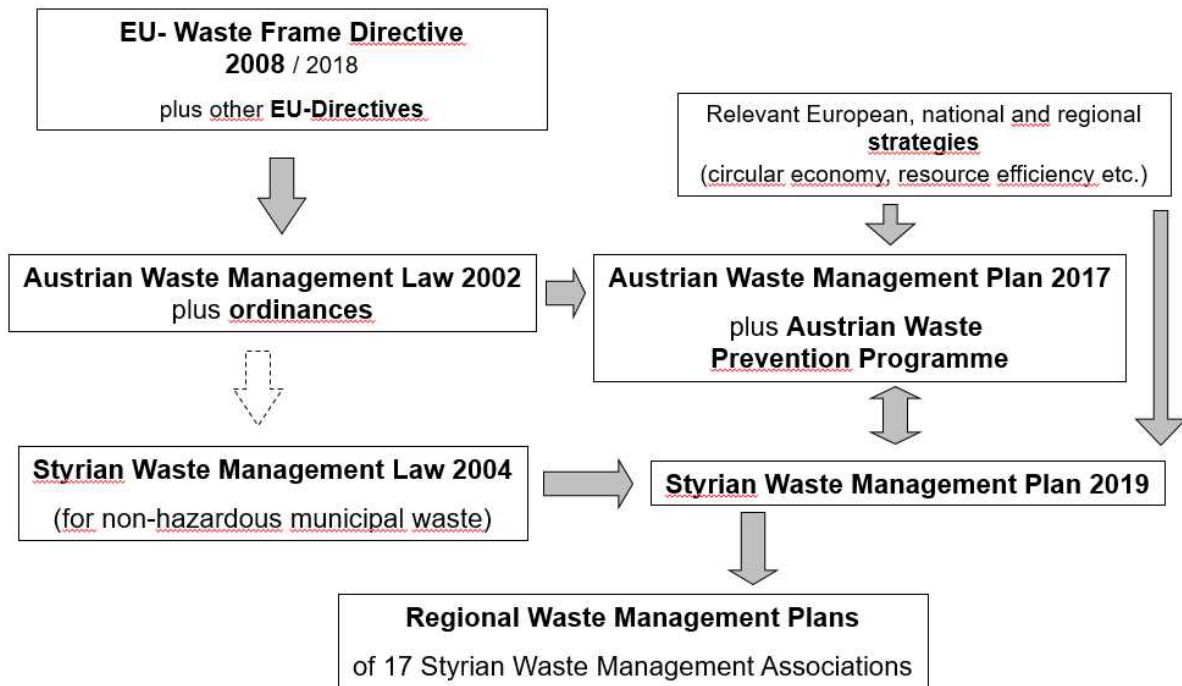 EU- Waste Frame Directive
2008 / 2018
plus other EU-Directives
Relevant European, national and regional
strategies
(circular economy, resource efficiency etc.)
Austrian Waste Management Law 2002
plus ordinances
Austrian Waste Management Plan 2017
plus Austrian Waste
Prevention Programme
Styrian Waste Management Law 2004
(for non-hazardous municipal waste)
Styrian Waste Management Plan 2019
Regional Waste Management Plans
of 17 Styrian Waste Management Associations